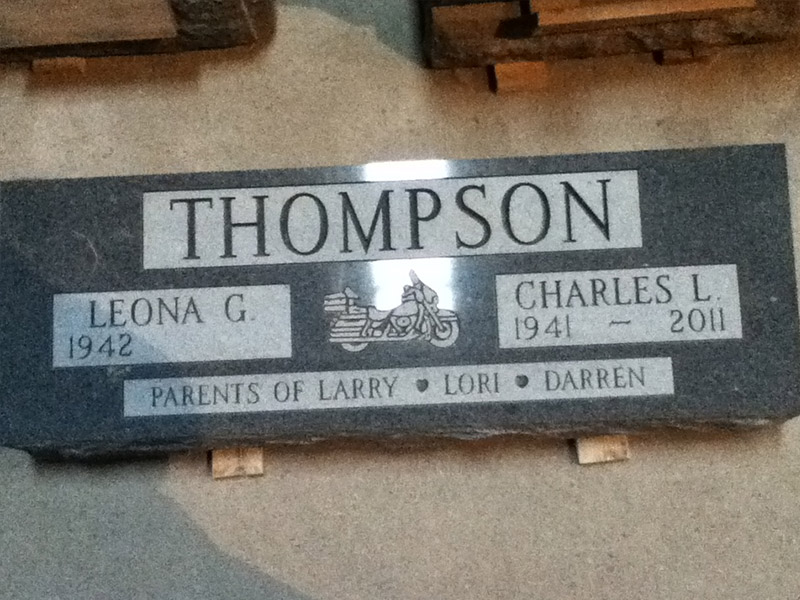 THOMPSON
LEONA G.
1942
CHARLES L.
1941 ~ 2011
PARENTS OF LARRY ♥ LORI ♥ DARREN